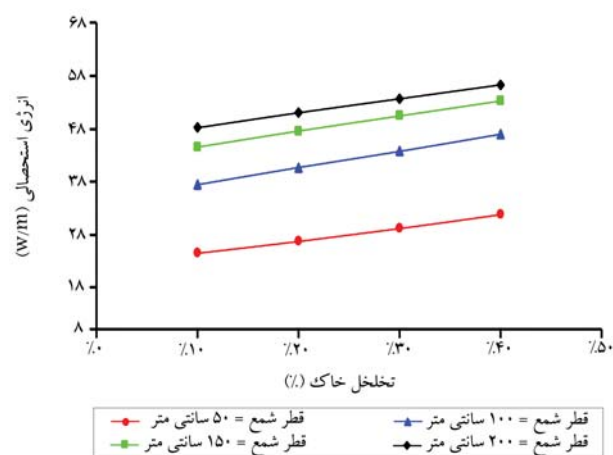 ۶۸
۵۸
۴۸
۳۸
۲۸
۱۸
۸
انرژی استحصالی (W/m)
٪۰ ٪۱۰ ٪۲۰ ٪۳۰ ٪۴۰ ٪۵۰
تخلخل خاک (٪)
قطر شمع = ۱۰۰ سانتی متر قطر شمع = ۵۰ سانتی متر
قطر شمع = ۲۰۰ سانتی متر قطر شمع = ۱۵۰ سانتی متر